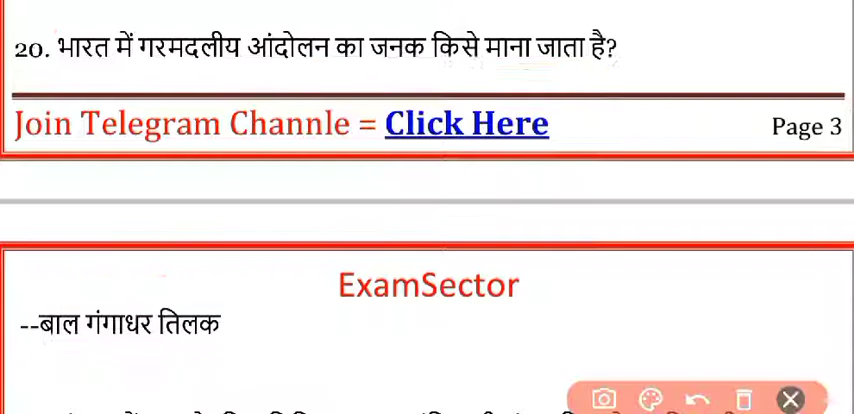 20. भारत में गरमदलीय आंदोलन का जनक किसे माना जाता है?
Join Telegram Channle = Click Here
Page 3
ExamSector
--बाल गंगाधर तिलक